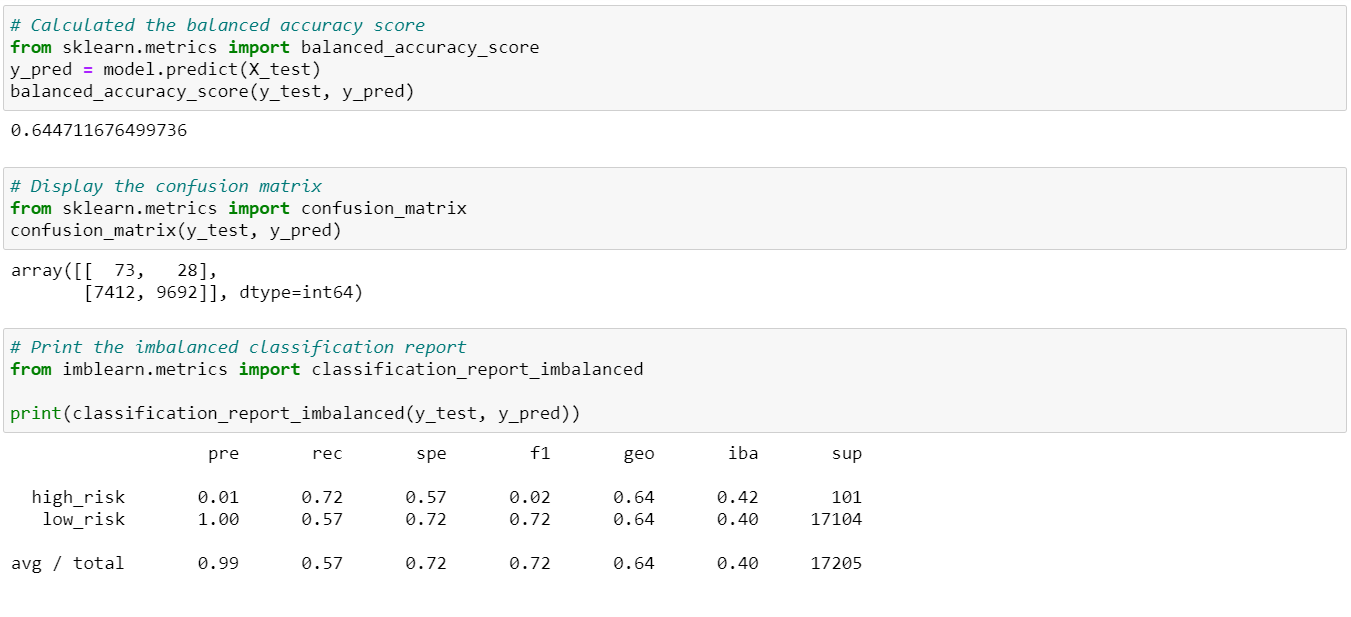 # Calculated the balanced accuracy score
from sklearn.metrics import balanced_accuracy_score
y_pred = model.predict(X_test)
balanced_accuracy_score(y_test, y_pred)
0.644711676499736
# Display the confusion matrix
from sklearn.metrics import confusion_matrix
confusion_matrix(y_test, y_pred)
array([[  73,   28],
       [7412, 9692]], dtype=int64)
# Print the imbalanced classification report
from imblearn.metrics import classification_report_imbalanced
print(classification_report_imbalanced(y_test, y_pred))
                   pre       rec       spe        f1       geo       iba       sup
  high_risk       0.01      0.72      0.57      0.02      0.64      0.42       101
   low_risk       1.00      0.57      0.72      0.72      0.64      0.40     17104
avg / total       0.99      0.57      0.72      0.72      0.64      0.40     17205